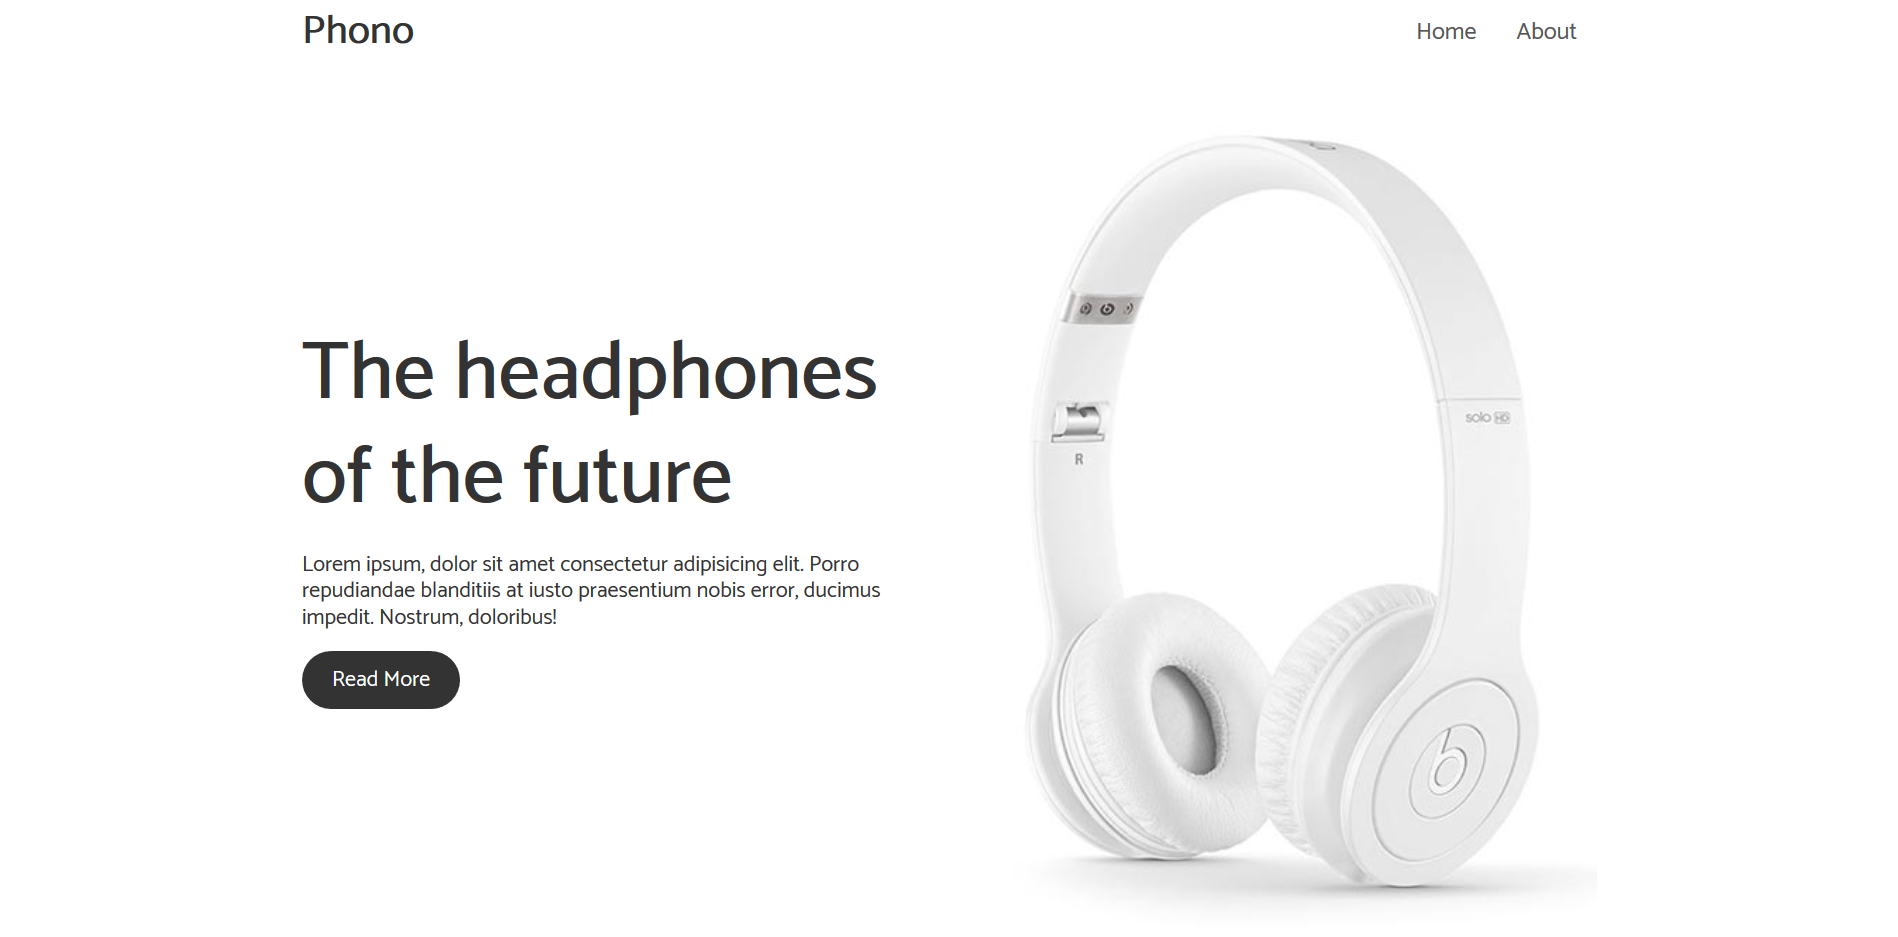 Phono
Home About
The headphones
of the future
solo HD
R
Lorem ipsum, dolor sit amet consectetur adipisicing elit. Porro
repudiandae blanditiis at iusto praesentium nobis error, ducimus
impedit. Nostrum, doloribus!
Read More
b